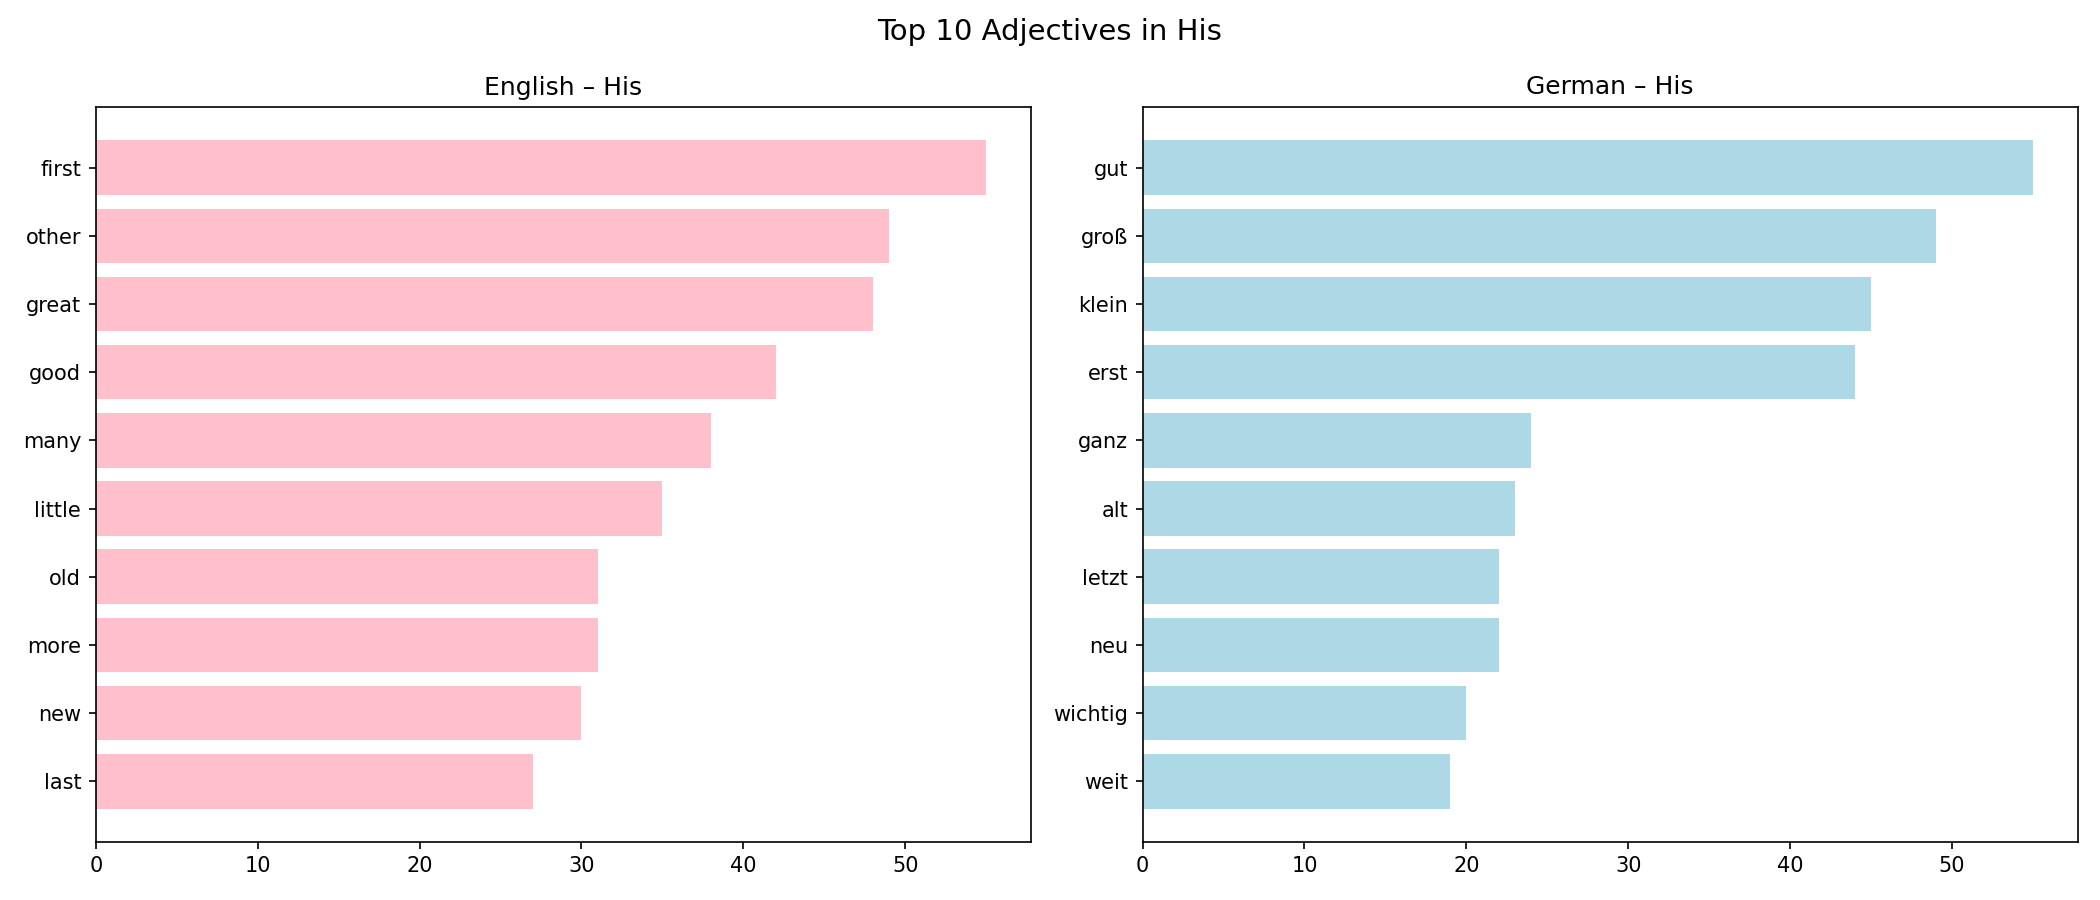 Top 10 Adjectives in His
English – His
first
other
great
good
many
little
old
more
new
last
0 10 20 30 40 50
German – His
gut
groß
klein
erst
ganz
alt
letzt
neu
wichtig
weit
0 10 20 30 40 50